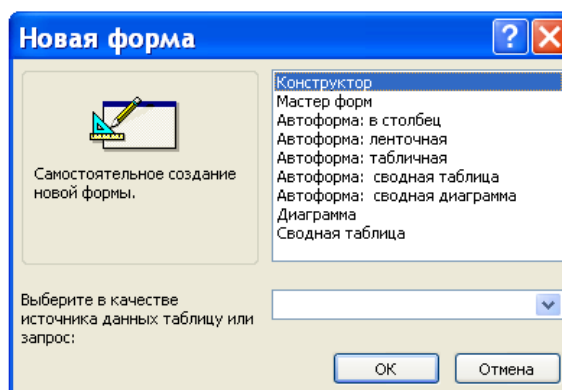 Новая форма
Конструктор
Мастер форм
Автоформа: в столбец
Автоформа: ленточная
Автоформа: табличная
Автоформа: сводная таблица
Автоформа: сводная диаграмма
Диаграмма
Сводная таблица
Самостоятельное создание
новой формы.
Выберите в качестве
источника данных таблицу или
запрос:
ОК
Отмена